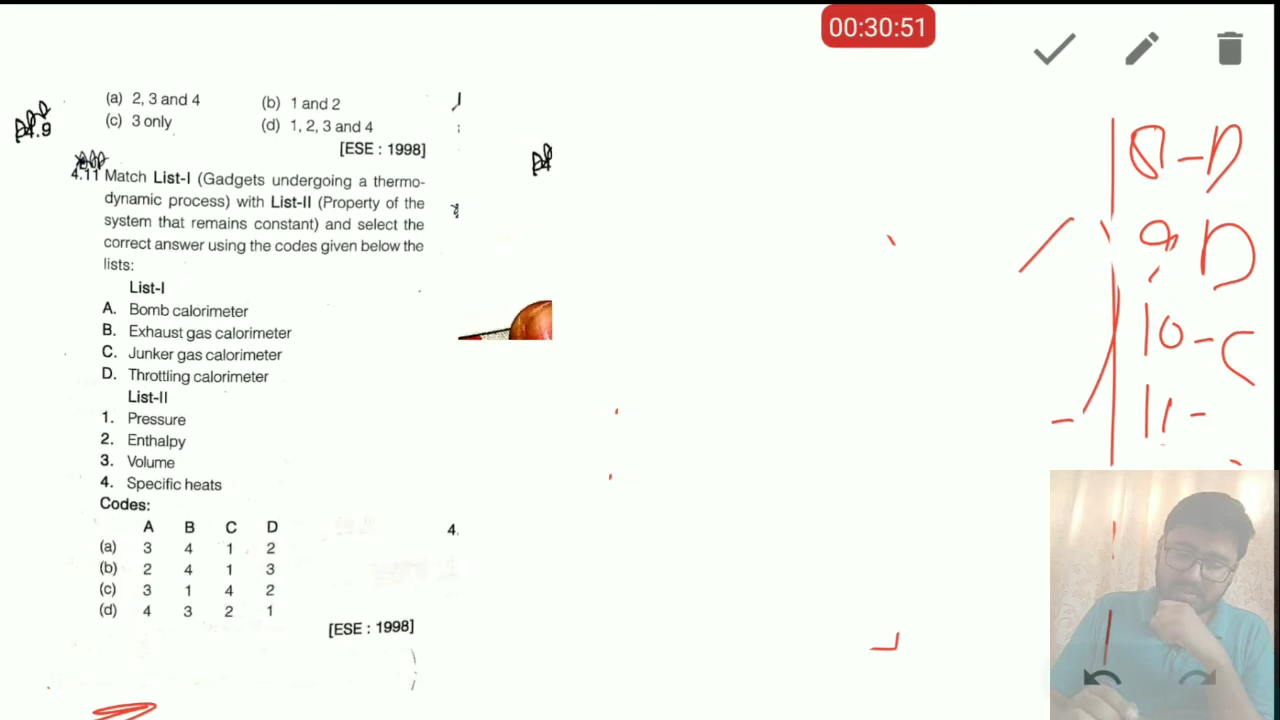 00:30:51
(a) 2, 3 and 4 (b) 1 and 2
(c) 3 only (d) 1, 2, 3 and 4
4.9
[ESE : 1998]
4.11 Match List-I (Gadgets undergoing a thermo-
dynamic process) with List-II (Property of the
system that remains constant) and select the
correct answer using the codes given below the
lists:
List-I
A. Bomb calorimeter
B. Exhaust gas calorimeter
C. Junker gas calorimeter
D. Throttling calorimeter
List-II
1. Pressure
2. Enthalpy
3. Volume
4. Specific heats
Codes:
A B C D
(a) 3 4 1 2
(b) 2 4 1 3
(c) 3 1 4 2
(d) 4 3 2 1
[ESE : 1998]
4.
8-D
9 D
10-C
11-